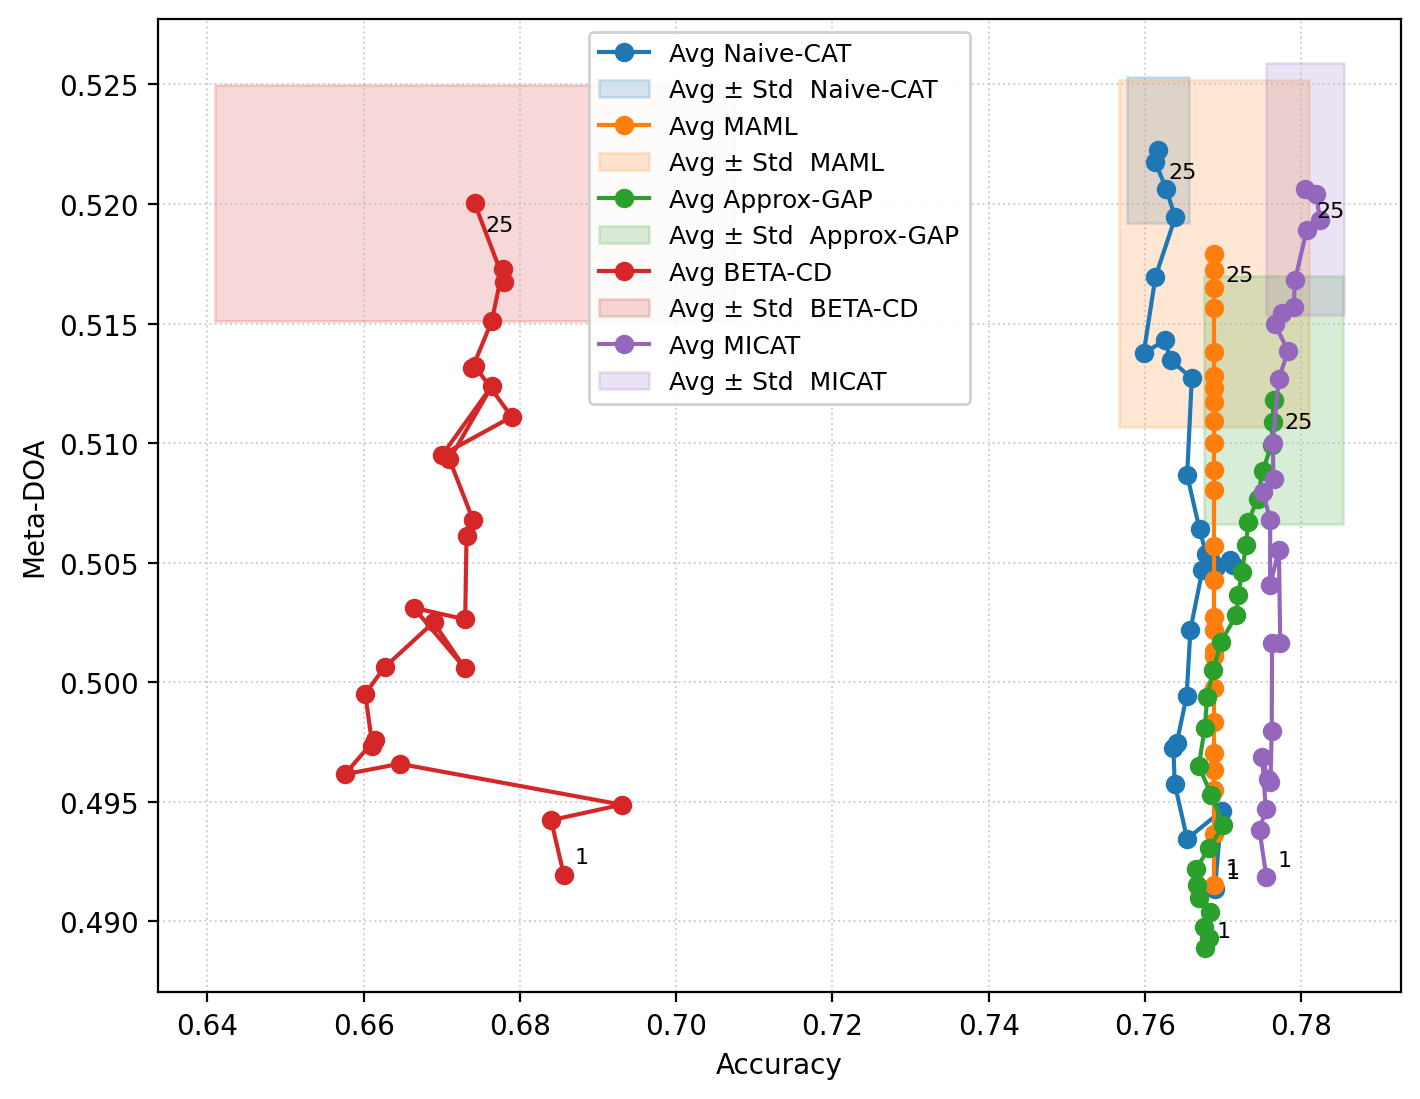 Avg Naive-CAT
Avg ± Std  Naive-CAT
Avg MAML
Avg ± Std  MAML
Avg Approx-GAP
Avg ± Std  Approx-GAP
Avg BETA-CD
Avg ± Std  BETA-CD
Avg MICAT
Avg ± Std  MICAT
0.525
0.520
0.515
0.510
0.505
0.500
0.495
0.490
Meta-DOA
25
25
25
25
25
1
1
1
1
1
0.64
0.66
0.68
0.70
0.72
0.74
0.76
0.78
Accuracy